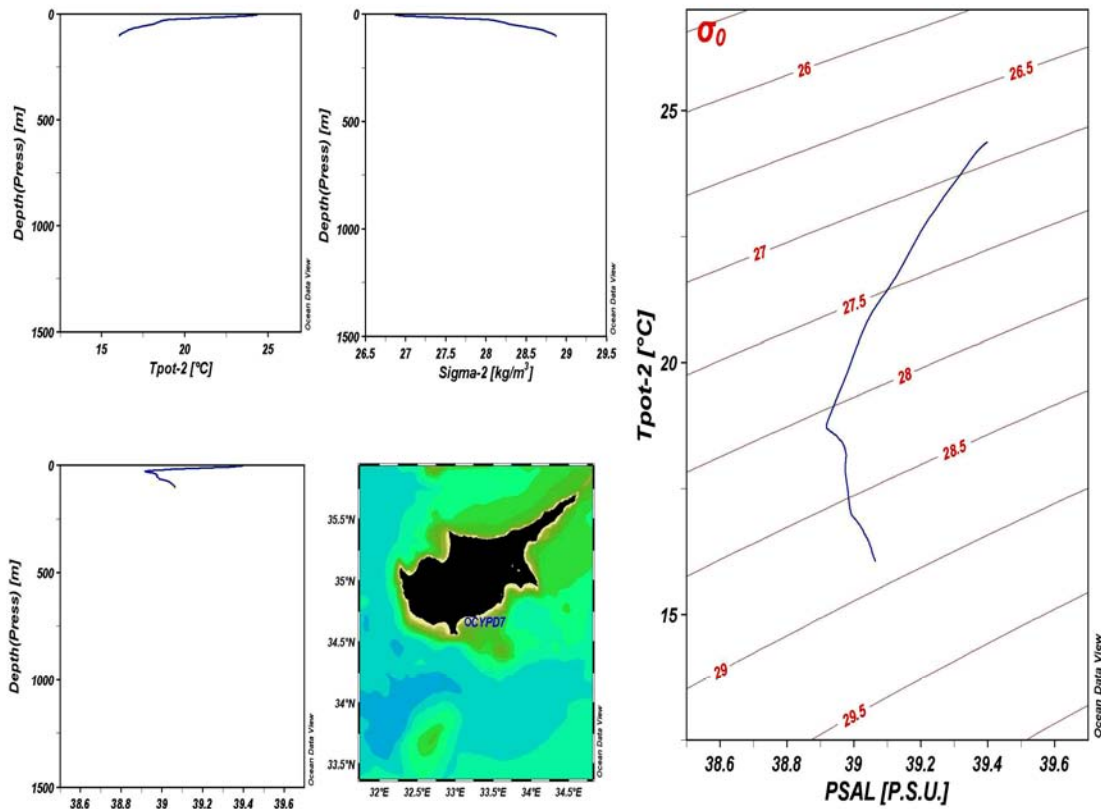 0
500
1000
1500
Depth(Press) [m]
15
20
25
Tpot-2 [°C]
Ocean Data View
0
500
1000
1500
Depth(Press) [m]
26.5
27
27.5
28
28.5
29
29.5
Sigma-2 [kg/m³]
Ocean Data View
0
500
1000
1500
Depth(Press) [m]
38.6
38.8
39
39.2
39.4
39.6
Ocean Data View
35.5°N
35°N
34.5°N
34°N
33.5°N
32°E
32.5°E
33°E
33.5°E
34°E
34.5°E
OCYPD7
Ocean Data View
σ0
26
26.5
27
27.5
28
28.5
29
29.5
25
20
15
Tpot-2 [°C]
38.6
38.8
39
39.2
39.4
39.6
PSAL [P.S.U.]
Ocean Data View